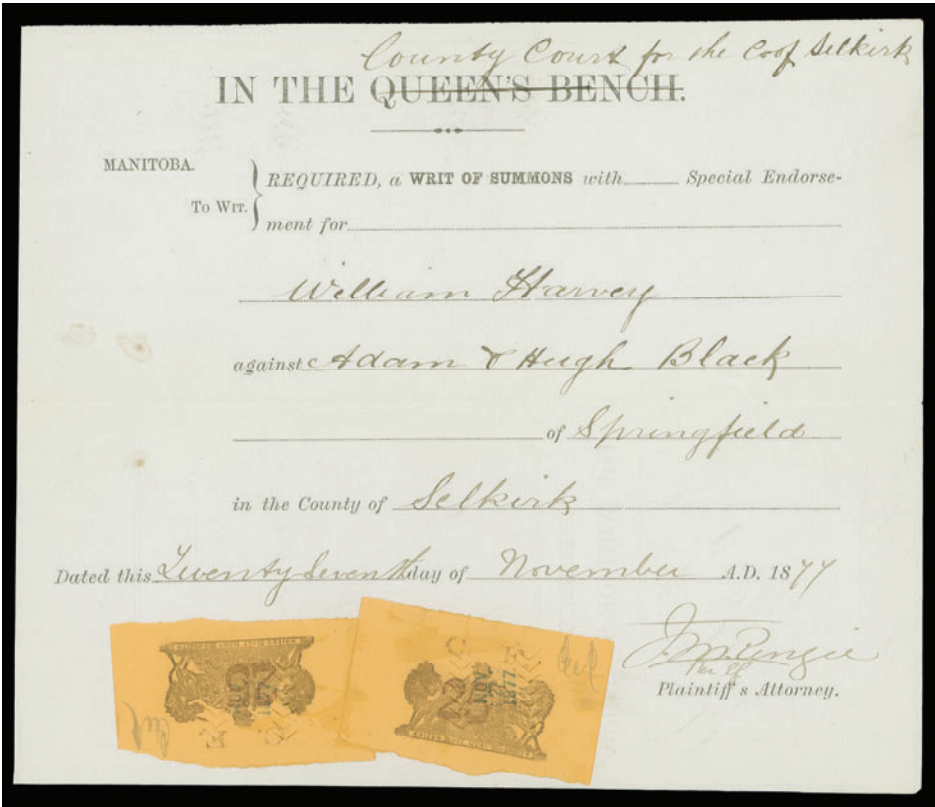 County Court for the Co of Selkirk
IN THE QUEEN'S BENCH.
MANITOBA.
To Wit.
REQUIRED, a WRIT OF SUMMONS with Special Endorse-
ment for
William Harvey
against Adam & Hugh Black
of Springfield
in the County of Selkirk
Dated this Twenty Seventh day of November A.D. 1877
Plaintiff's Attorney.
NOV.
1877.